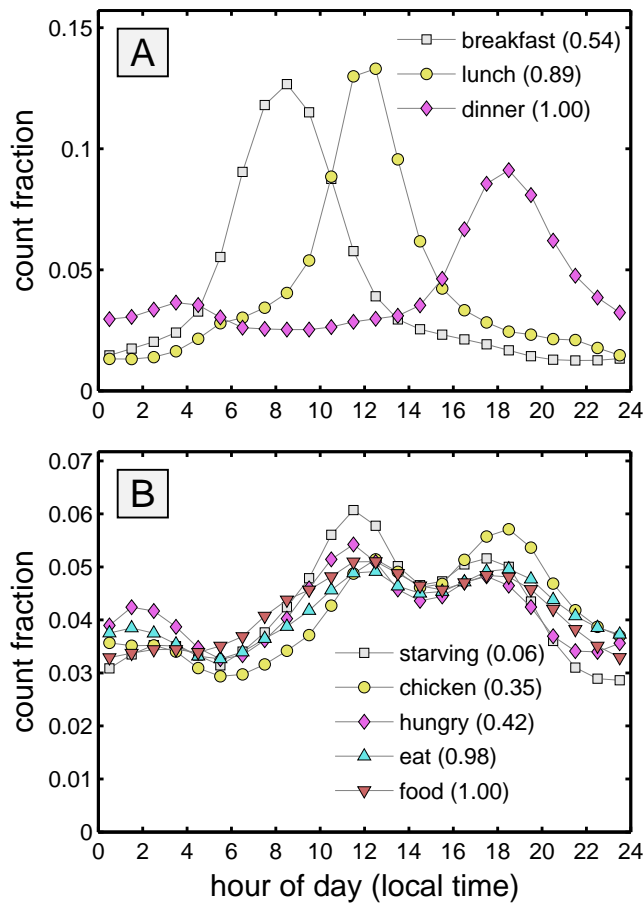 A
breakfast (0.54)
lunch (0.89)
dinner (1.00)
count fraction
0.15
0.1
0.05
0
0 2 4 6 8 10 12 14 16 18 20 22 24
B
starving (0.06)
chicken (0.35)
hungry (0.42)
eat (0.98)
food (1.00)
count fraction
0.07
0.06
0.05
0.04
0.03
0.02
0.01
0
0 2 4 6 8 10 12 14 16 18 20 22 24
hour of day (local time)